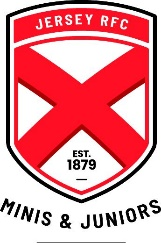 JERSEY RFC
EST.
1879
MINIS & JUNIORS